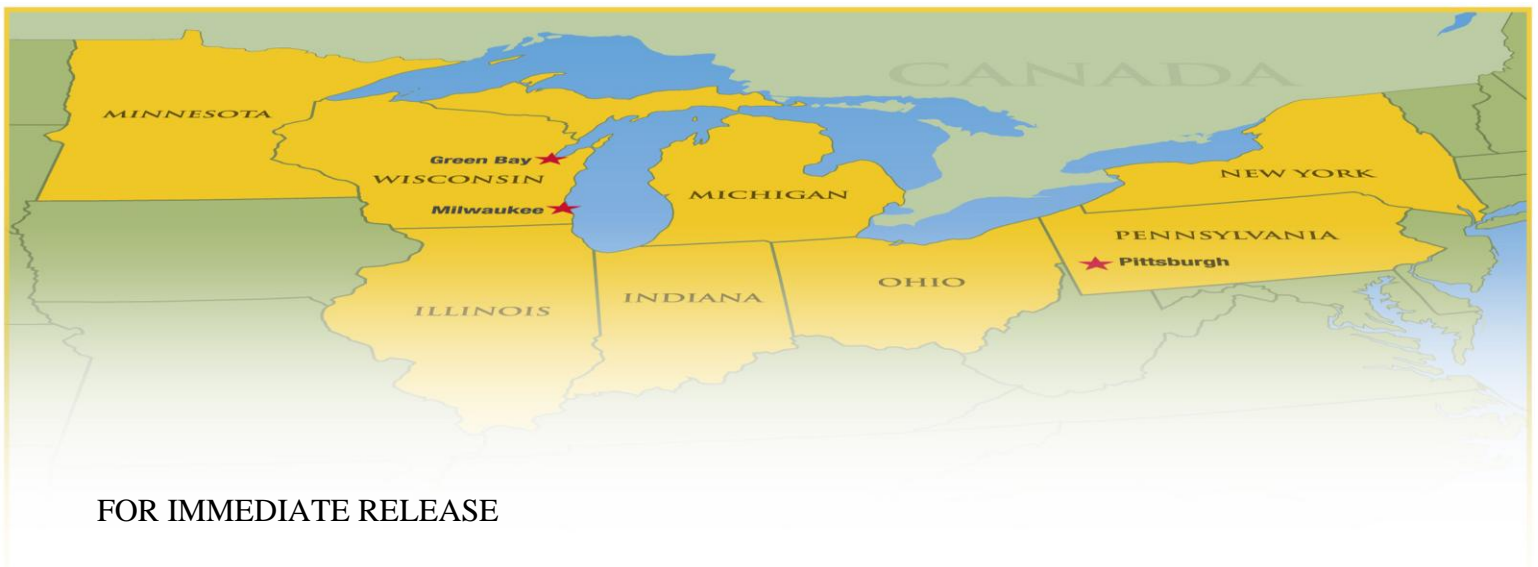 CANADA
MINNESOTA
Green Bay
WISCONSIN
Milwaukee
MICHIGAN
NEW YORK
PENNSYLVANIA
Pittsburgh
OHIO
INDIANA
ILLINOIS
FOR IMMEDIATE RELEASE